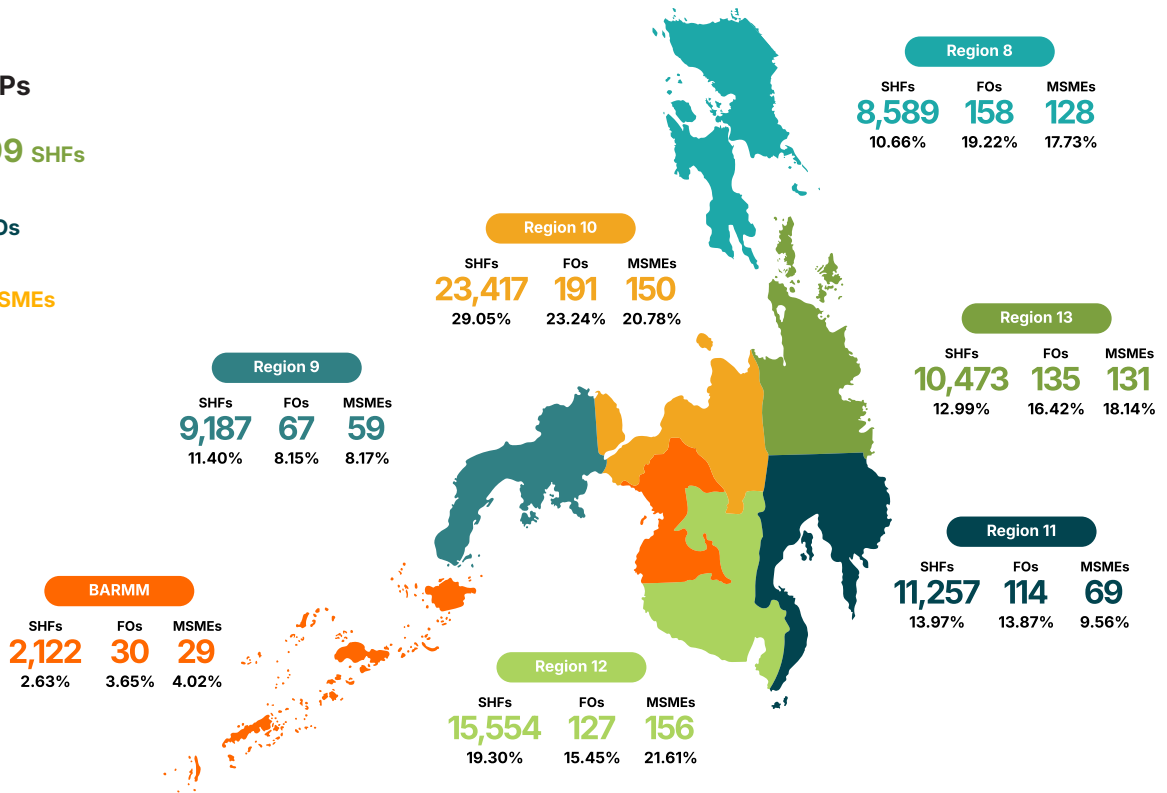 Ps
9 SHFs
Os
SMEs
Region 8
SHFs FOs MSMEs
8,589 158 128
10.66% 19.22% 17.73%
Region 10
SHFs FOs MSMEs
23,417 191 150
29.05% 23.24% 20.78%
Region 13
SHFs FOs MSMEs
10,473 135 131
12.99% 16.42% 18.14%
Region 9
SHFs FOs MSMEs
9,187 67 59
11.40% 8.15% 8.17%
Region 11
SHFs FOs MSMEs
11,257 114 69
13.97% 13.87% 9.56%
BARMM
SHFs FOs MSMEs
2,122 30 29
2.63% 3.65% 4.02%
Region 12
SHFs FOs MSMEs
15,554 127 156
19.30% 15.45% 21.61%